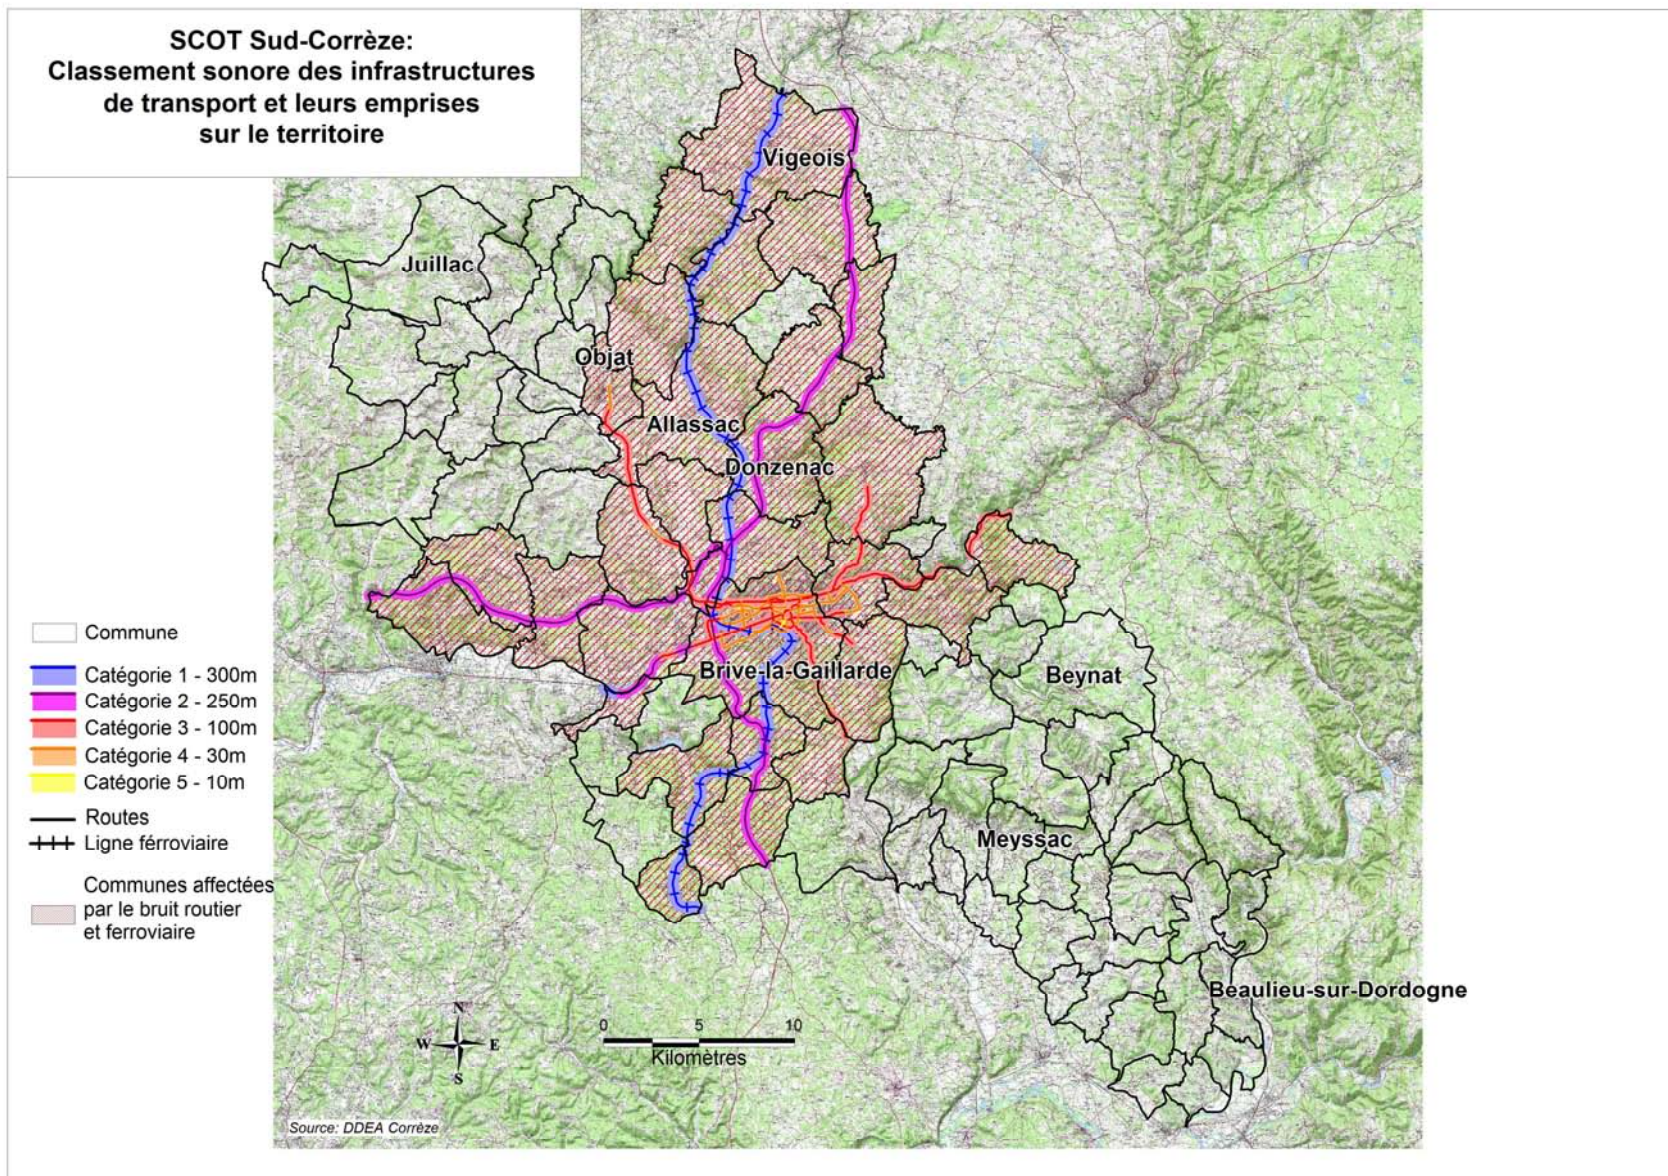 SCOT Sud-Corrèze:
Classement sonore des infrastructures
de transport et leurs emprises
sur le territoire
Vigeois
Juillac
Objat
Allassac
Donzenac
Brive-la-Gaillarde
Beynat
Meyssac
Beaulieu-sur-Dordogne
Commune
Catégorie 1 - 300m
Catégorie 2 - 250m
Catégorie 3 - 100m
Catégorie 4 - 30m
Catégorie 5 - 10m
Routes
Ligne férroviaire
Communes affectées
par le bruit routier
et ferroviaire
N
W E
S
0 5 10
Kilomètres
Source: DDEA Corrèze